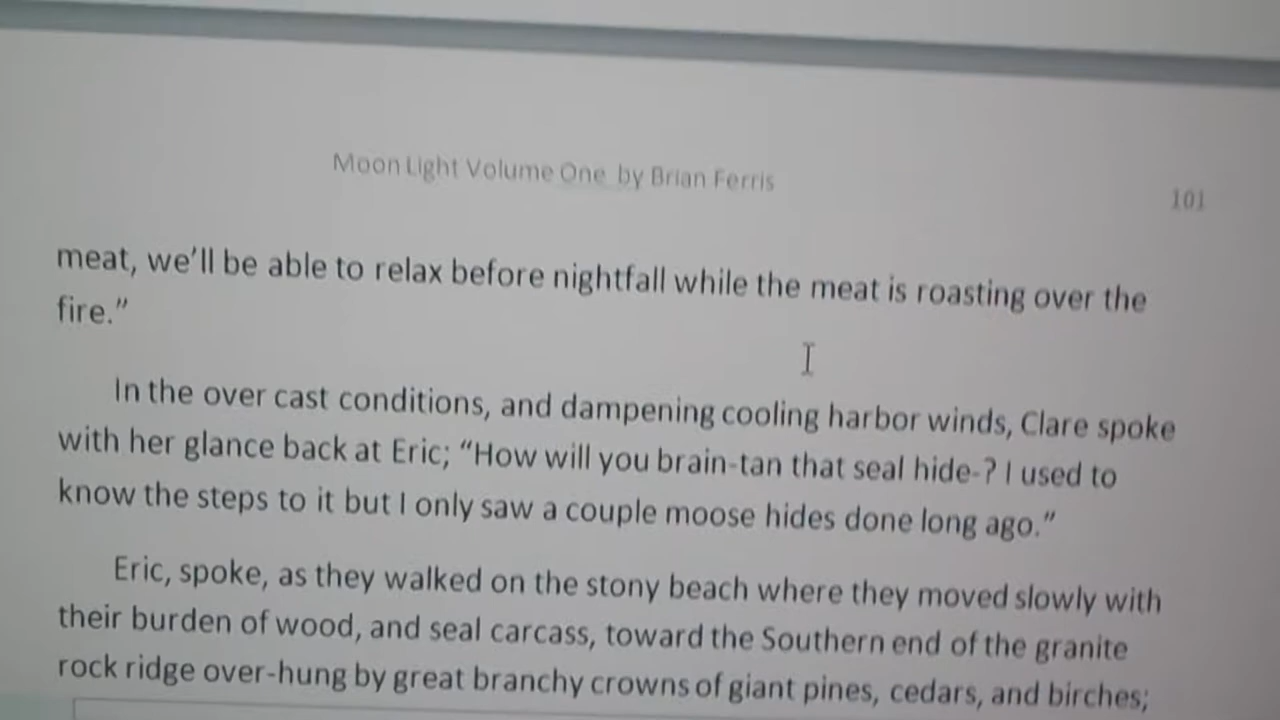 Moon Light Volume One by Brian Ferris
101
meat, we’ll be able to relax before nightfall while the meat is roasting over the
fire.”
In the over cast conditions, and dampening cooling harbor winds, Clare spoke
with her glance back at Eric; “How will you brain-tan that seal hide-? I used to
know the steps to it but I only saw a couple moose hides done long ago.”
Eric, spoke, as they walked on the stony beach where they moved slowly with
their burden of wood, and seal carcass, toward the Southern end of the granite
rock ridge over-hung by great branchy crowns of giant pines, cedars, and birches;